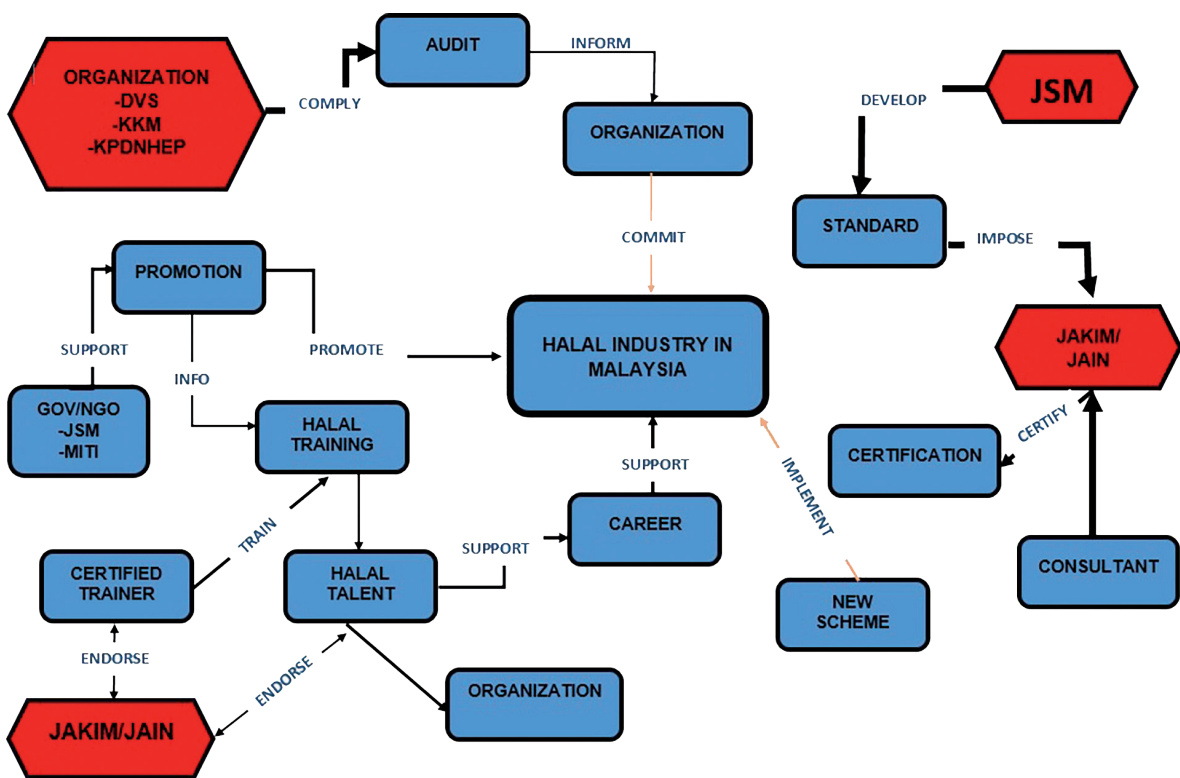 AUDIT
INFORM
ORGANIZATION
-DVS
-KKM
-KPDNHEP
COMPLY
JSM
DEVELOP
ORGANIZATION
STANDARD
IMPOSE
COMMIT
PROMOTION
SUPPORT
PROMOTE
INFO
HALAL INDUSTRY IN
MALAYSIA
JAKIM/
JAIN
GOV/NGO
-JSM
-MITI
HALAL
TRAINING
CERTIFY
CERTIFICATION
SUPPORT
IMPLEMENT
CAREER
TRAIN
SUPPORT
CERTIFIED
TRAINER
HALAL
TALENT
CONSULTANT
NEW
SCHEME
ENDORSE
ENDORSE
ORGANIZATION
JAKIM/JAIN